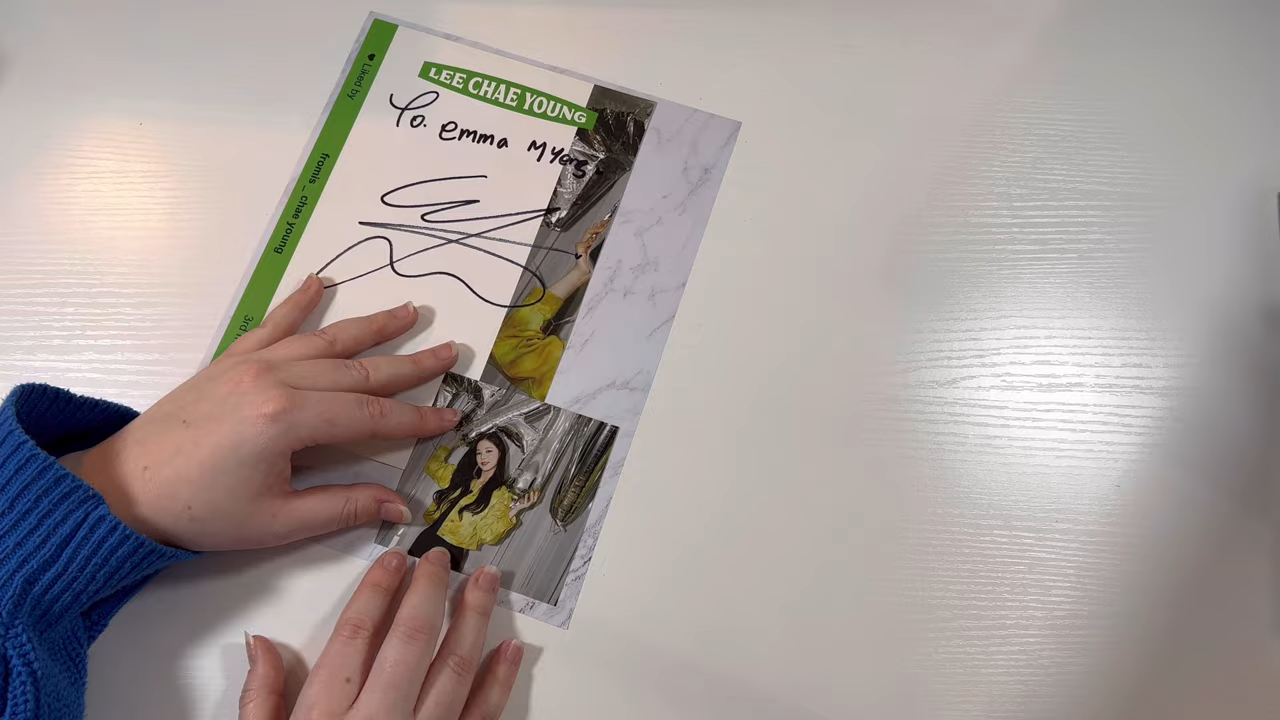 LEE CHAE YOUNG
To. emma Myers.
♥ Liked by
fromis _ chae young
3rd